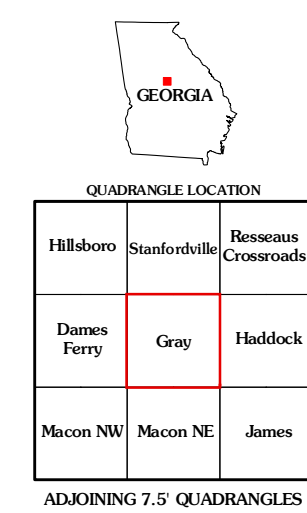 GEORGIA
QUADRANGLE LOCATION
Hillsboro
Stanfordville
Resseaus
Crossroads
Dames
Ferry
Gray
Haddock
Macon NW
Macon NE
James
ADJOINING 7.5' QUADRANGLES